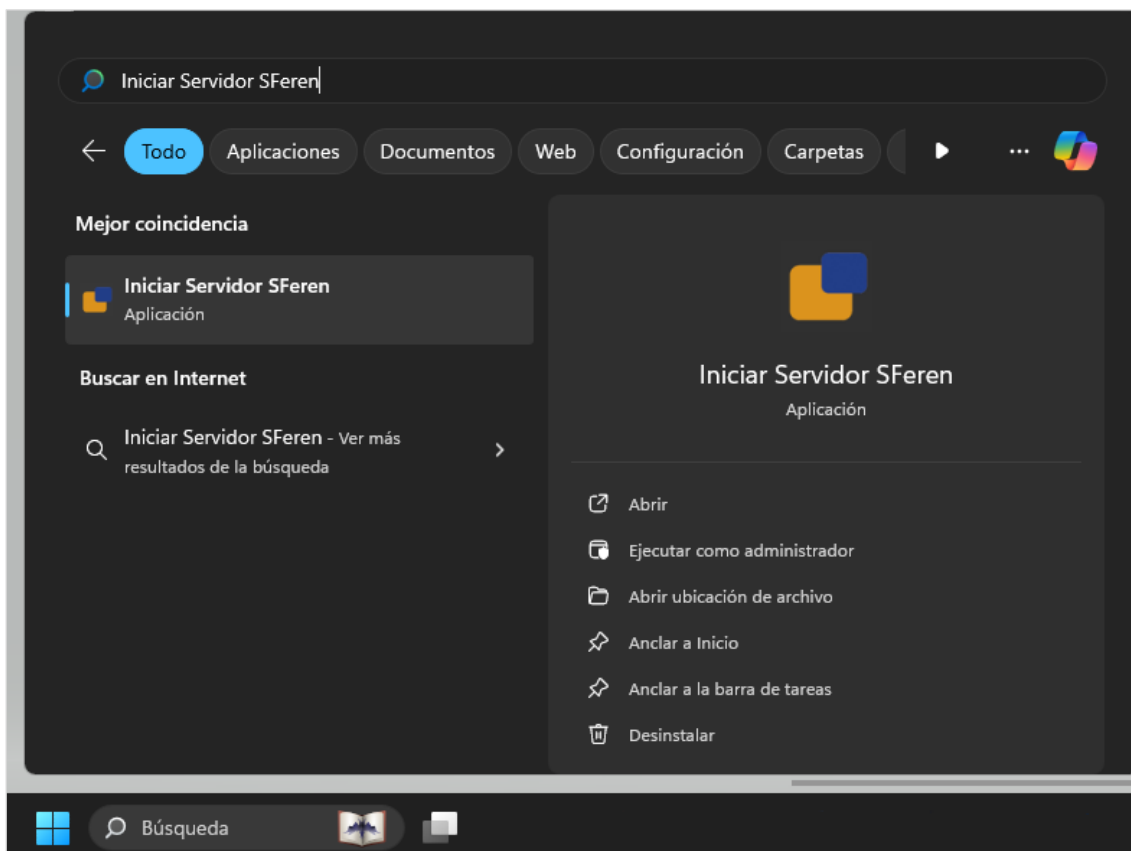 Iniciar Servidor SFeren
Todo
Aplicaciones
Documentos
Web
Configuración
Carpetas
Mejor coincidencia
Iniciar Servidor SFeren
Aplicación
Buscar en Internet
Iniciar Servidor SFeren - Ver más
resultados de la búsqueda
Iniciar Servidor SFeren
Aplicación
Abrir
Ejecutar como administrador
Abrir ubicación de archivo
Anclar a Inicio
Anclar a la barra de tareas
Desinstalar
Búsqueda